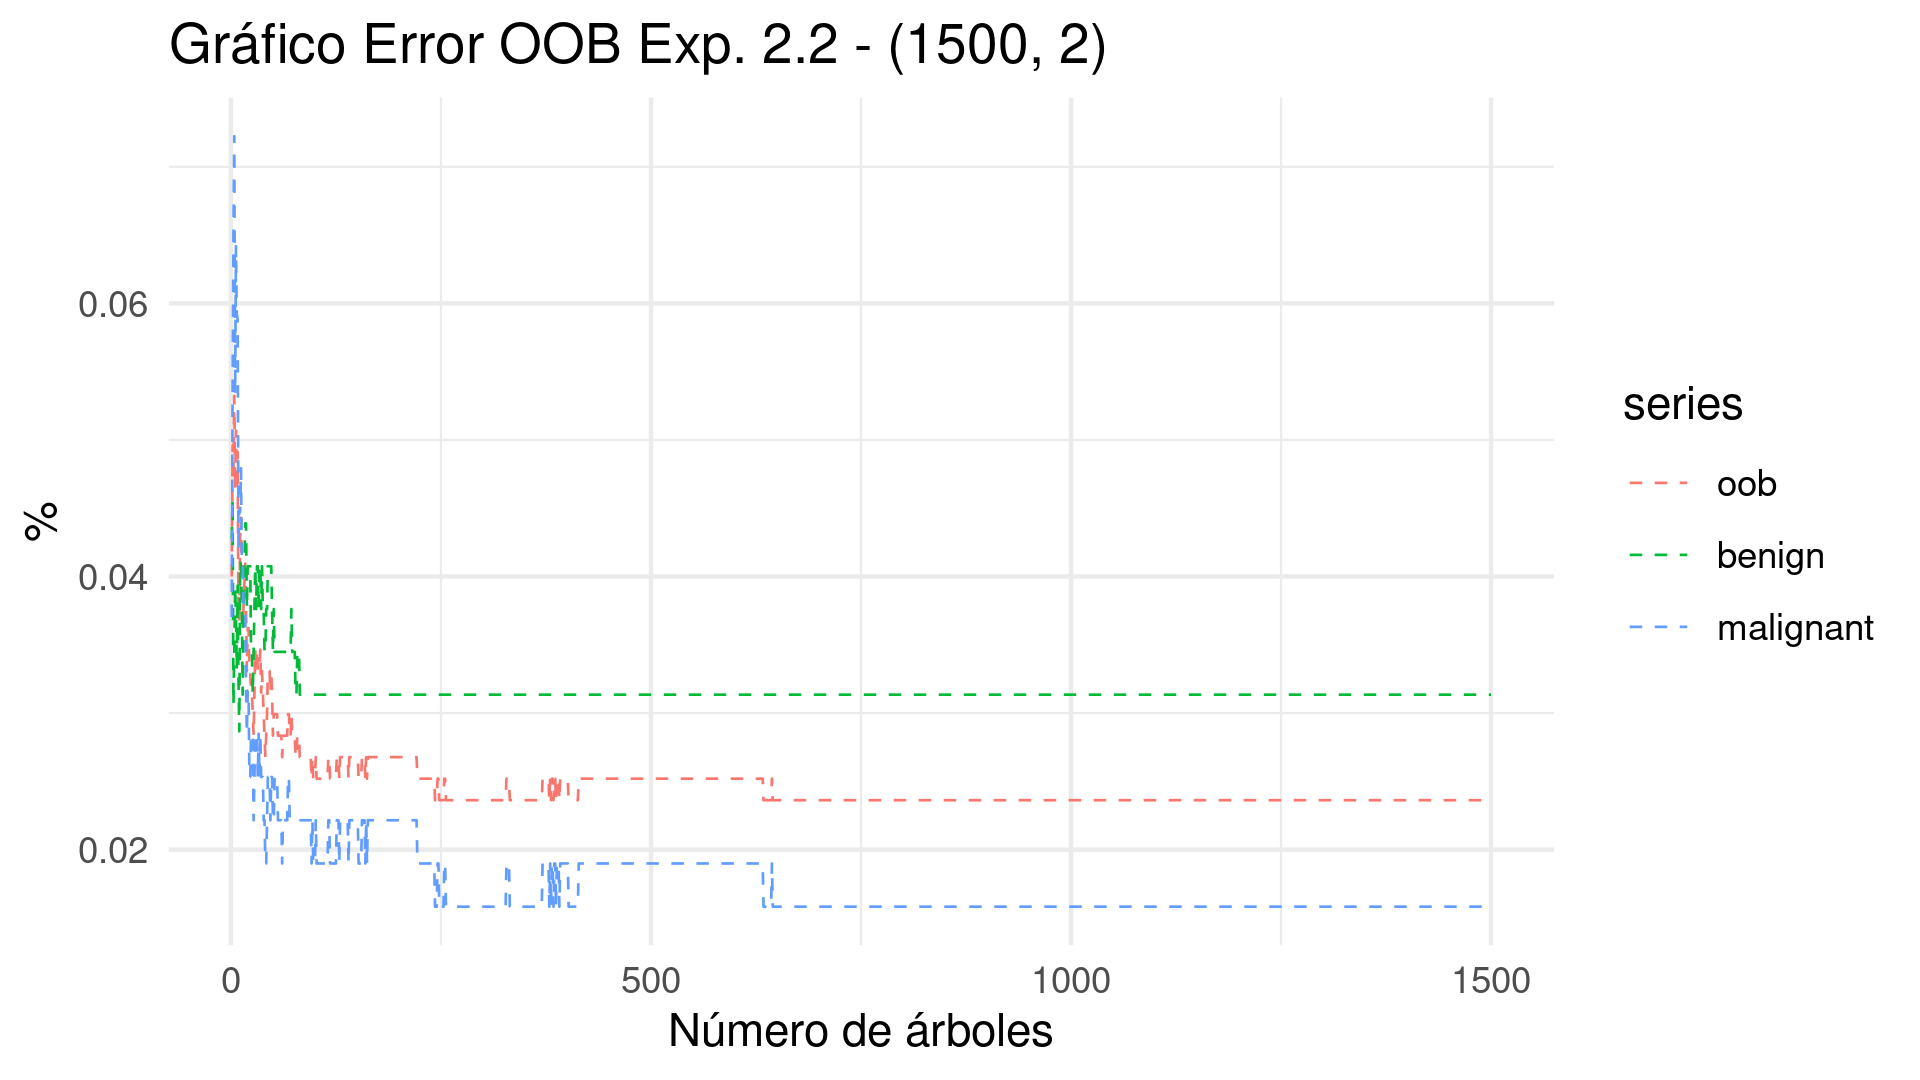 Gráfico Error OOB Exp. 2.2 - (1500, 2)
%
0.06
0.04
0.02
0
500
1000
1500
Número de árboles
series
oob
benign
malignant